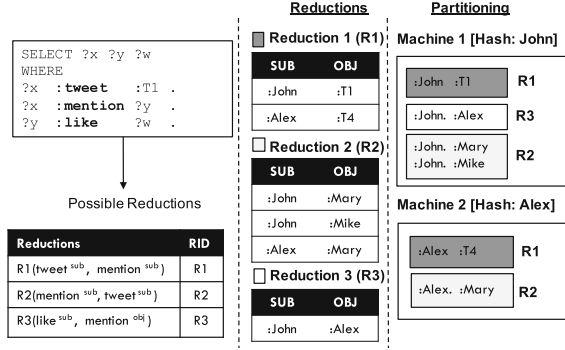 SELECT ?x ?y ?w
WHERE
?x :tweet :T1 .
?x :mention ?y .
?y :like ?w .
Possible Reductions
Reductions RID
R1(tweet sub, mention sub) R1
R2(mention sub, tweet sub) R2
R3(like sub, mention obj) R3
Reductions
Reduction 1 (R1)
SUB OBJ
:John :T1
:Alex :T4
Reduction 2 (R2)
SUB OBJ
:John :Mary
:John :Mike
:Alex :Mary
Reduction 3 (R3)
SUB OBJ
:John :Alex
Partitioning
Machine 1 [Hash: John]
:John :T1 R1
:John :Alex R3
:John. :Mary
:John. :Mike
R2
Machine 2 [Hash: Alex]
:Alex :T4 R1
:Alex. :Mary R2